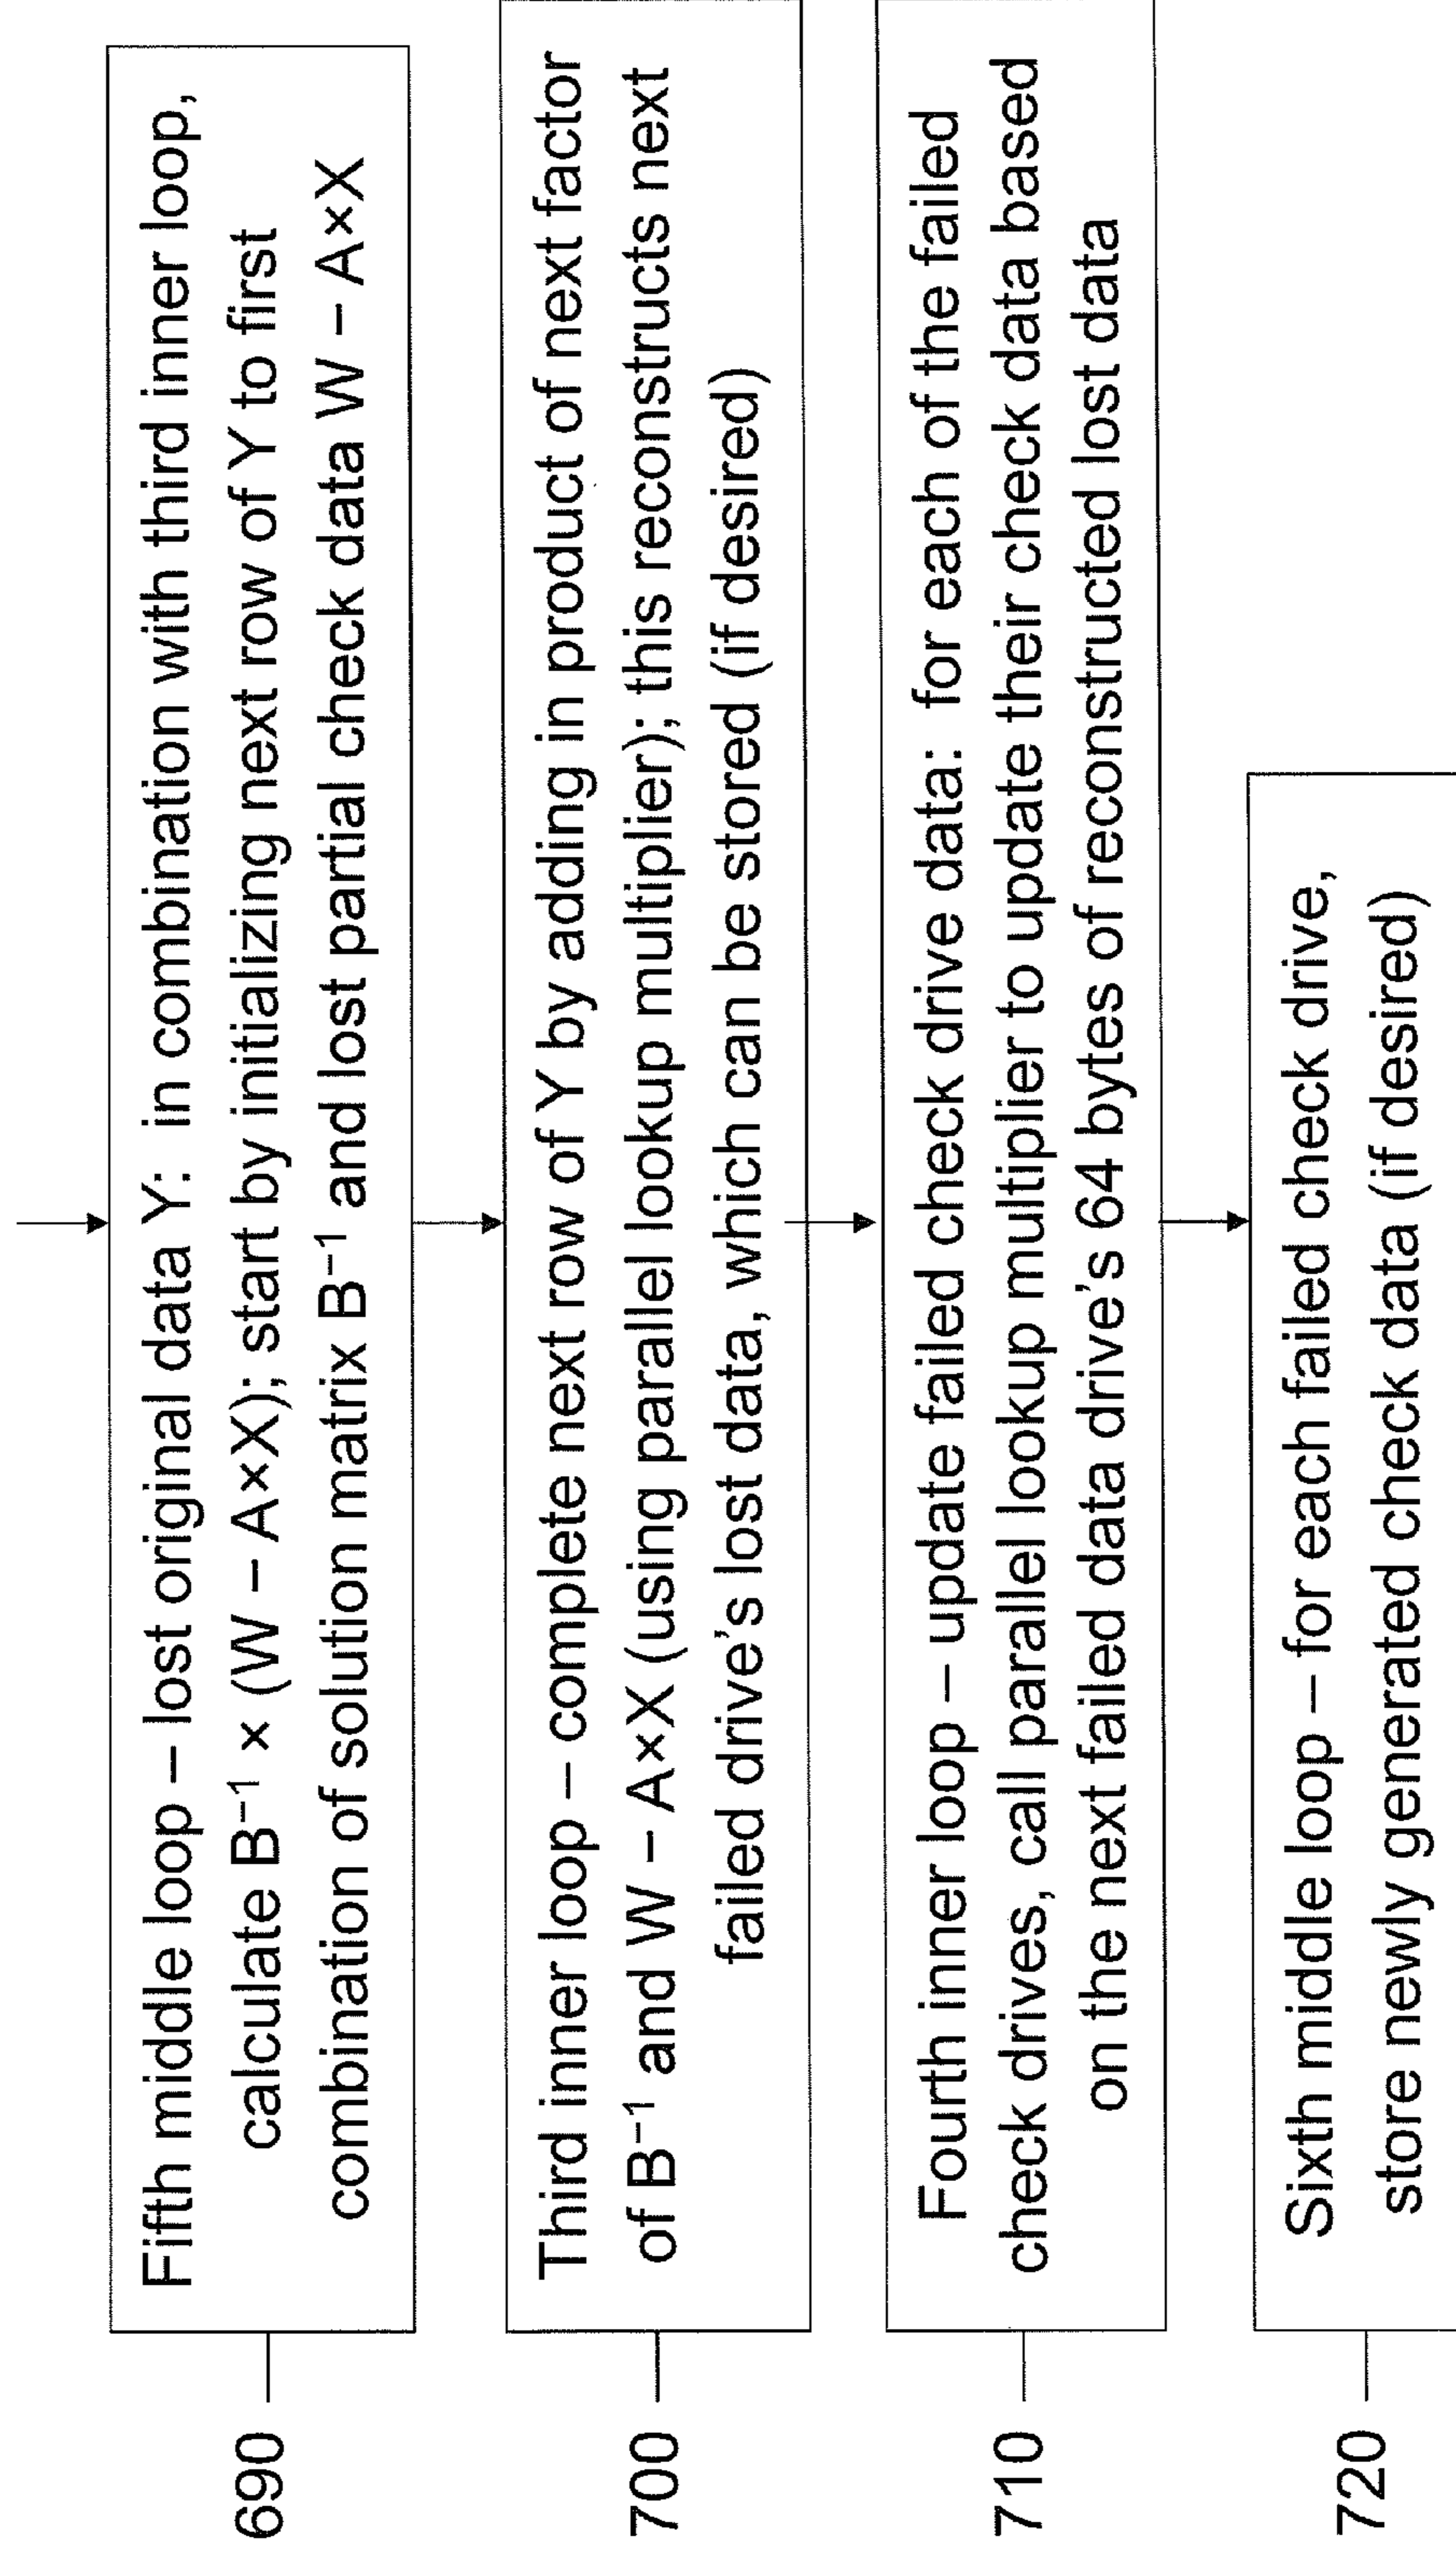 690
Fifth middle loop – lost original data Y: in combination with third inner loop,
calculate B⁻¹ × (W – A×X); start by initializing next row of Y to first
combination of solution matrix B⁻¹ and lost partial check data W – A×X
700
Third inner loop – complete next row of Y by adding in product of next factor
of B⁻¹ and W – A×X (using parallel lookup multiplier); this reconstructs next
failed drive's lost data, which can be stored (if desired)
710
Fourth inner loop – update failed check drive data: for each of the failed
check drives, call parallel lookup multiplier to update their check data based
on the next failed data drive's 64 bytes of reconstructed lost data
720
Sixth middle loop – for each failed check drive,
store newly generated check data (if desired)